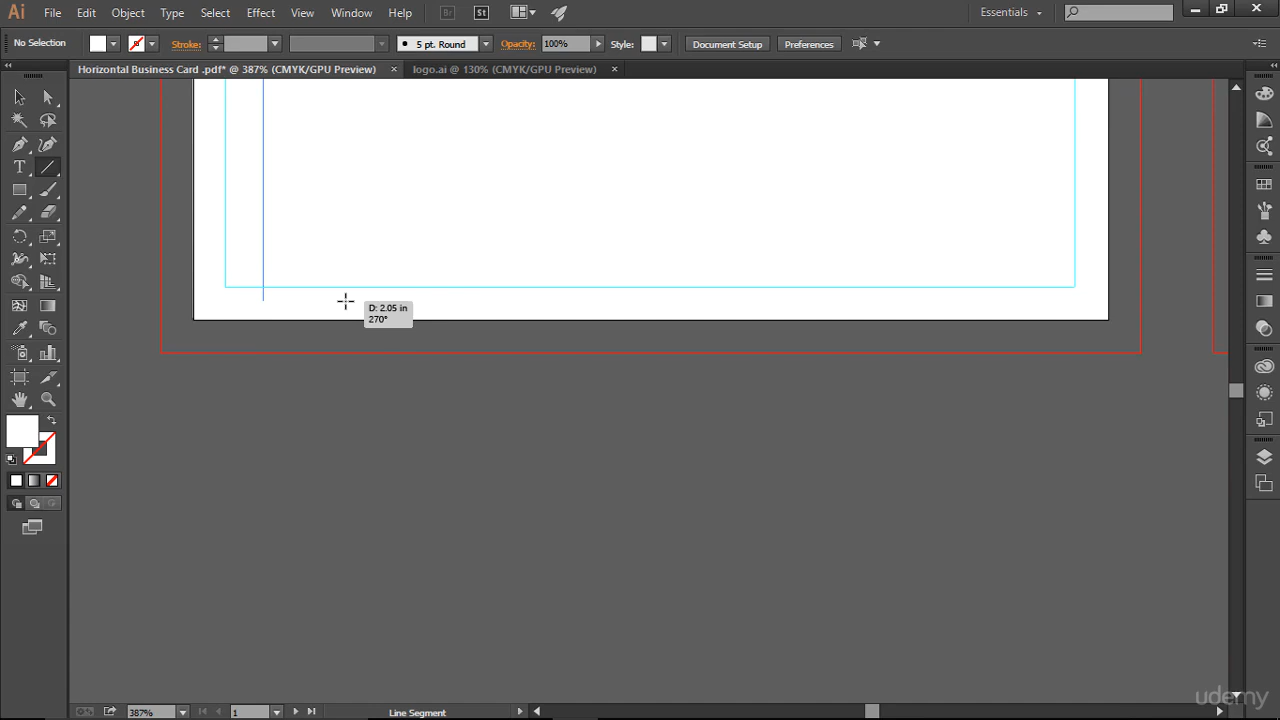 Ai File Edit Object Type Select Effect View Window Help Br St Essentials
No Selection Stroke: 5 pt. Round Opacity: 100% Style: Document Setup Preferences
Horizontal Business Card .pdf* @ 387% (CMYK/GPU Preview) × logo.ai @ 130% (CMYK/GPU Preview) ×
T
D: 2.05 in
270°
udemy
387% 1 Line Segment